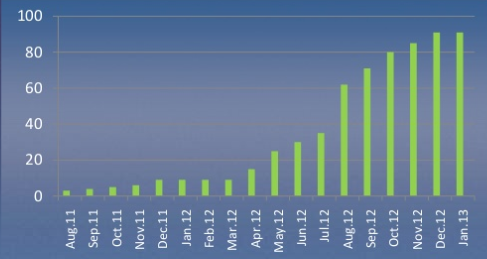 100
80
60
40
20
0
Aug.11
Sep.11
Oct.11
Nov.11
Dec.11
Jan.12
Feb.12
Mar.12
Apr.12
May.12
Jun.12
Jul.12
Aug.12
Sep.12
Oct.12
Nov.12
Dec.12
Jan.13